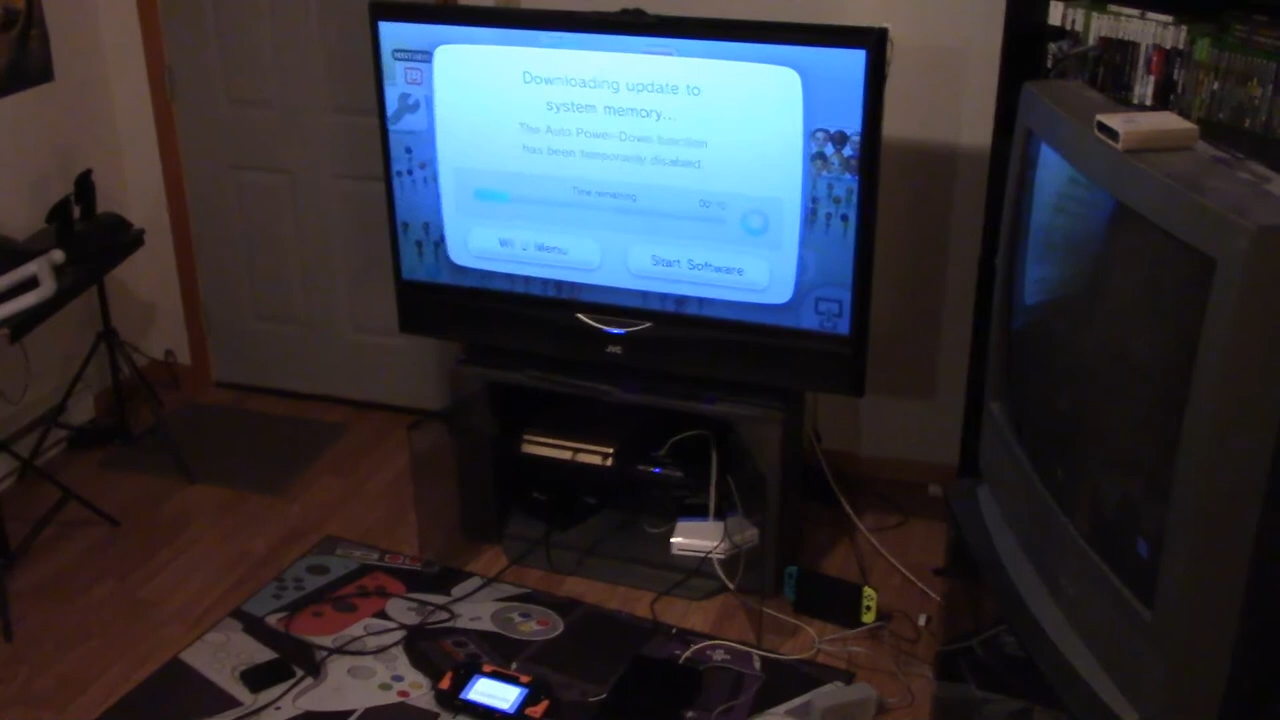 Downloading update to
system memory...
The Auto Power-Down function
has been temporarily disabled.
Time remaining
Wii U Menu
Start Software
JVC